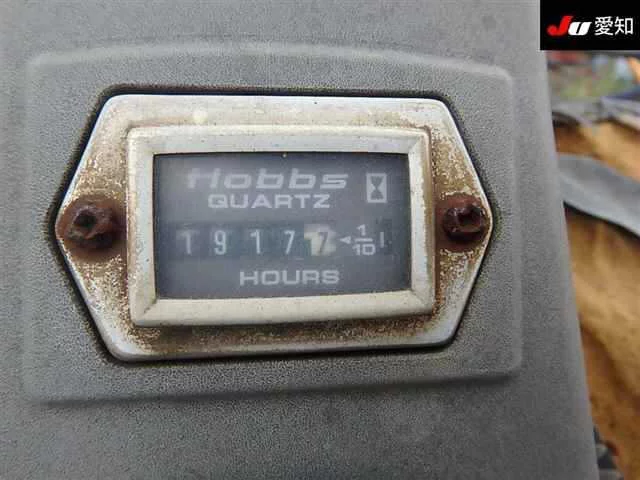 JU 愛知
Hobbs
QUARTZ
19177 1/10
HOURS